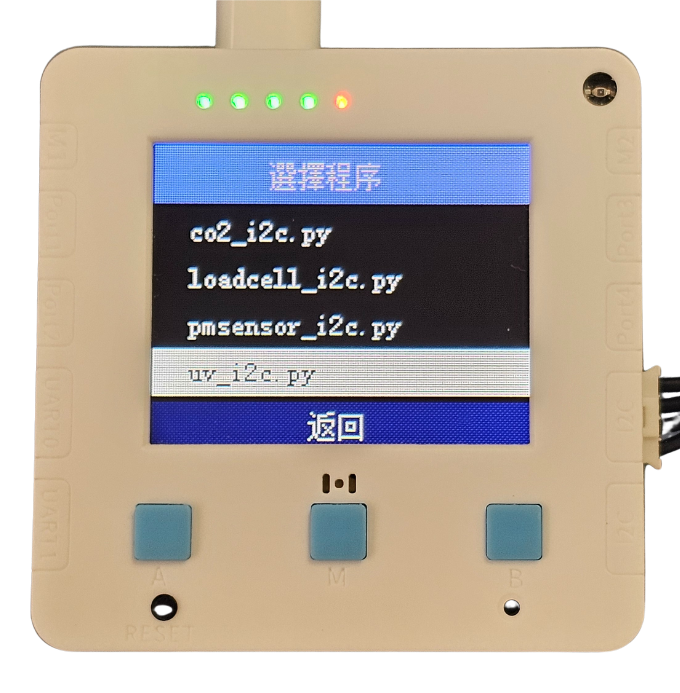 選擇程序
co2_i2c.py
loadcell_i2c.py
pmsensor_i2c.py
uv_i2c.py
返回
M1
M2
Port1
Port3
Port2
Port4
UART2
I2C
UART1
I2C
A
M
B
RESET